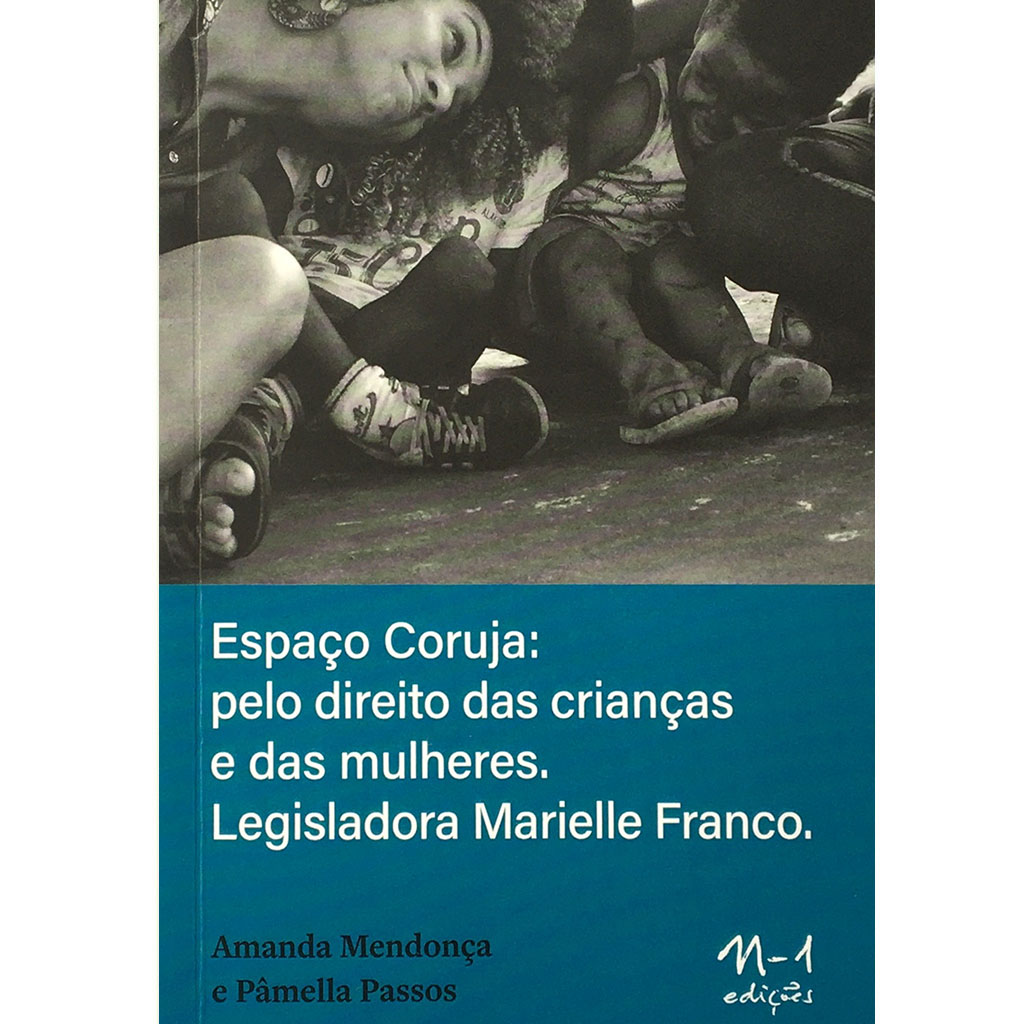 Espaço Coruja:
pelo direito das crianças
e das mulheres.
Legisladora Marielle Franco.
Amanda Mendonça
e Pâmella Passos
n-1
edições